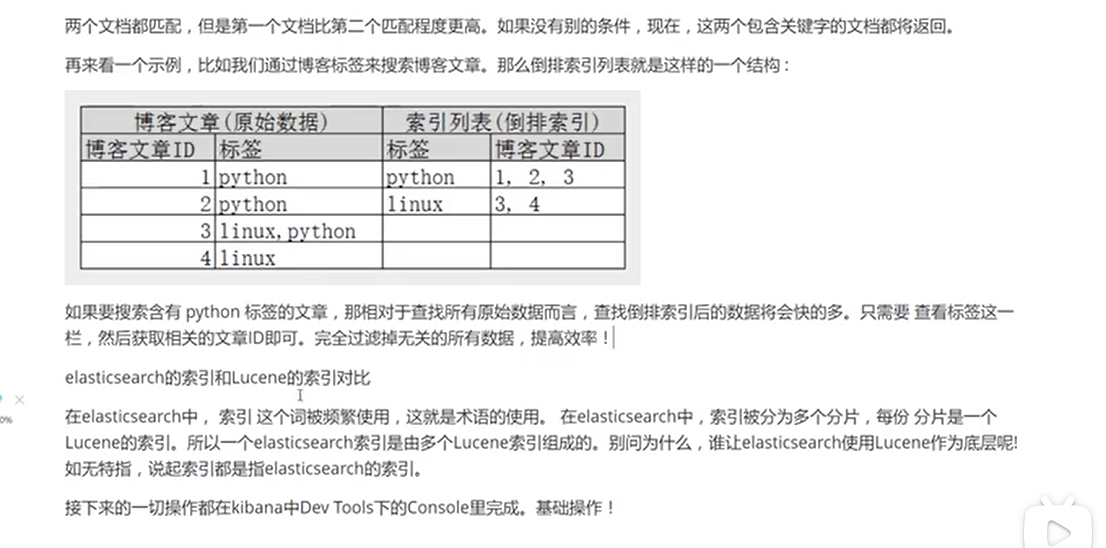 两个文档都匹配，但是第一个文档比第二个匹配程度更高。如果没有别的条件，现在，这两个包含关键字的文档都将返回。
再来看一个示例，比如我们通过博客标签来搜索博客文章。那么倒排索引列表就是这样的一个结构：
博客文章(原始数据) 索引列表(倒排索引)
博客文章ID 标签 标签 博客文章ID
1 python python 1, 2, 3
2 python linux 3, 4
3 linux,python
4 linux
如果要搜索含有 python 标签的文章，那相对于查找所有原始数据而言，查找倒排索引后的数据将会快的多。只需要 查看标签这一
栏，然后获取相关的文章ID即可。完全过滤掉无关的所有数据，提高效率！
elasticsearch的索引和Lucene的索引对比
在elasticsearch中， 索引 这个词被频繁使用，这就是术语的使用。 在elasticsearch中，索引被分为多个分片，每份 分片是一个
Lucene的索引。所以一个elasticsearch索引是由多个Lucene索引组成的。别问为什么，谁让elasticsearch使用Lucene作为底层呢!
如无特指，说起索引都是指elasticsearch的索引。
接下来的一切操作都在kibana中Dev Tools下的Console里完成。基础操作！